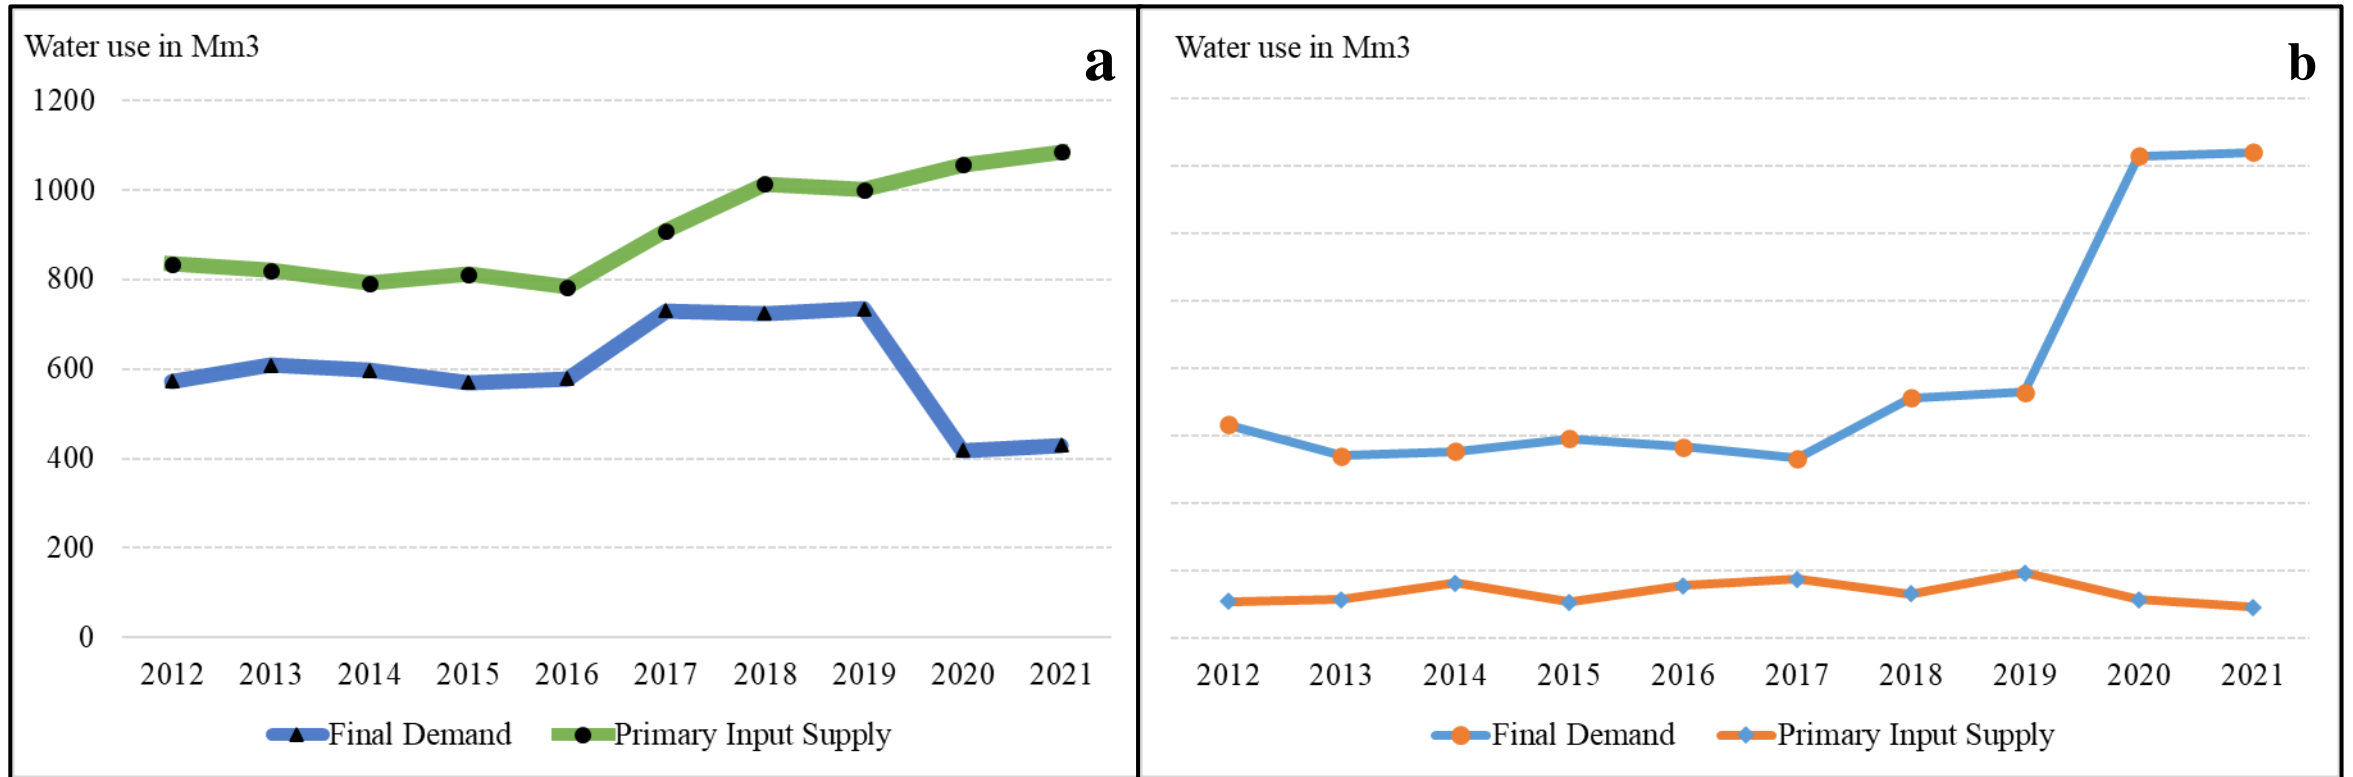 Water use in Mm3
a
1200
1000
800
600
400
200
0
2012 2013 2014 2015 2016 2017 2018 2019 2020 2021
Final Demand Primary Input Supply
Water use in Mm3
b
2012 2013 2014 2015 2016 2017 2018 2019 2020 2021
Final Demand Primary Input Supply